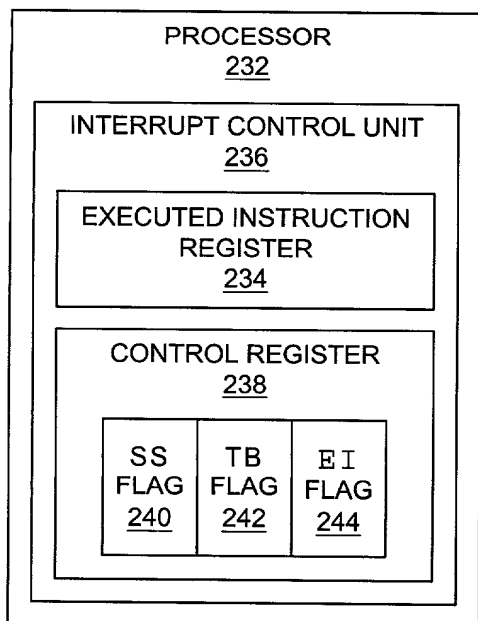 PROCESSOR
232
INTERRUPT CONTROL UNIT
236
EXECUTED INSTRUCTION
REGISTER
234
CONTROL REGISTER
238
SS TB EI
FLAG FLAG FLAG
240 242 244